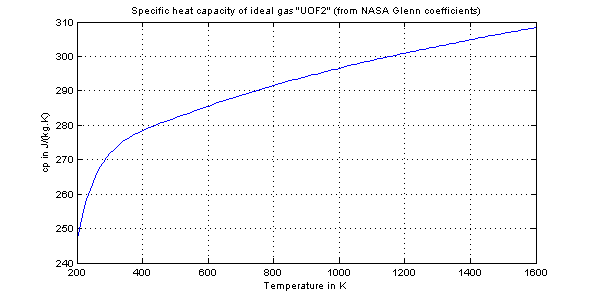 Specific heat capacity of ideal gas "UOF2" (from NASA Glenn coefficients)
310
300
290
280
270
260
250
240
cp in J/(kg.K)
200 400 600 800 1000 1200 1400 1600
Temperature in K